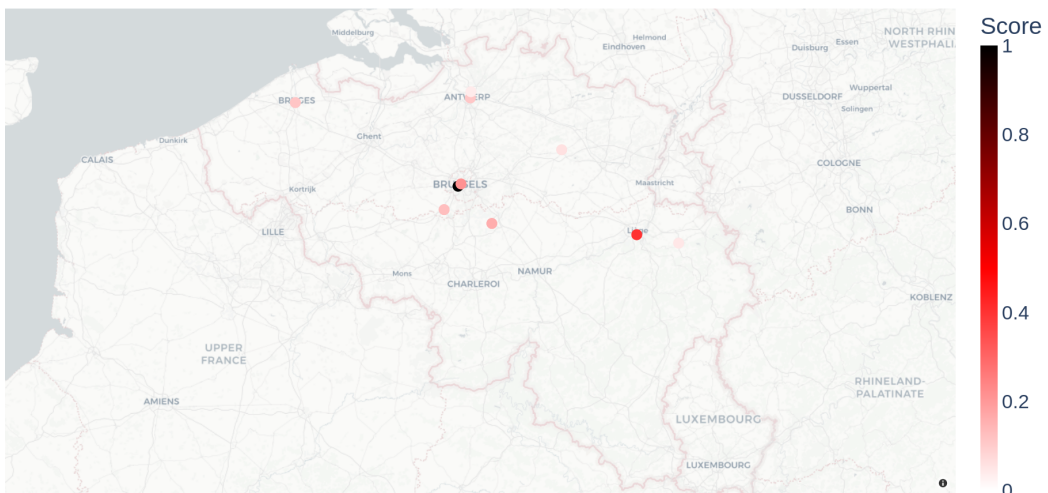 Middelburg
Helmond
Eindhoven
Duisburg
Essen
NORTH RHIN
WESTPHALI
BRUGES
ANTWERP
DUSSELDORF
Wuppertal
Solingen
Ghent
Dunkirk
CALAIS
COLOGNE
BRUSSELS
Kortrijk
Maastricht
BONN
LILLE
Liège
Mons
NAMUR
CHARLEROI
KOBLENZ
UPPER
FRANCE
AMIENS
RHINELAND-
PALATINATE
LUXEMBOURG
LUXEMBOURG
Score
1
0.8
0.6
0.4
0.2
0